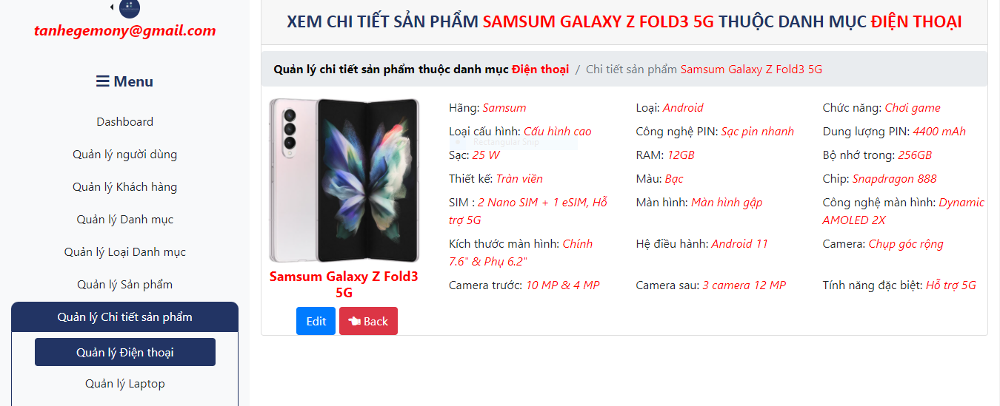 tanhegemony@gmail.com
Menu
Dashboard
Quản lý người dùng
Quản lý Khách hàng
Quản lý Danh mục
Quản lý Loại Danh mục
Quản lý Sản phẩm
Quản lý Chi tiết sản phẩm
Quản lý Điện thoại
Quản lý Laptop
XEM CHI TIẾT SẢN PHẨM SAMSUM GALAXY Z FOLD3 5G THUỘC DANH MỤC ĐIỆN THOẠI
Quản lý chi tiết sản phẩm thuộc danh mục Điện thoại / Chi tiết sản phẩm Samsum Galaxy Z Fold3 5G
Samsum Galaxy Z Fold3
5G
Edit Back
Hãng: Samsum Loại: Android Chức năng: Chơi game
Loại cấu hình: Cấu hình cao Công nghệ PIN: Sạc pin nhanh Dung lượng PIN: 4400 mAh
Rectangular Snip
Sạc: 25 W RAM: 12GB Bộ nhớ trong: 256GB
Thiết kế: Tràn viền Màu: Bạc Chip: Snapdragon 888
SIM : 2 Nano SIM + 1 eSIM, Hỗ Màn hình: Màn hình gập Công nghệ màn hình: Dynamic
trợ 5G AMOLED 2X
Kích thước màn hình: Chính Hệ điều hành: Android 11 Camera: Chụp góc rộng
7.6" & Phụ 6.2"
Camera trước: 10 MP & 4 MP Camera sau: 3 camera 12 MP Tính năng đặc biệt: Hỗ trợ 5G